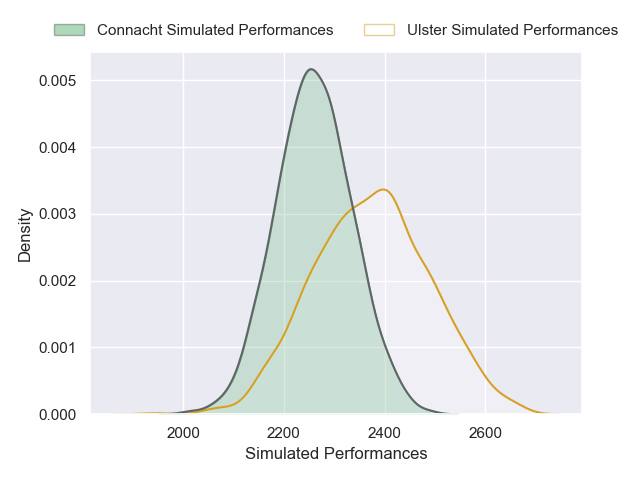 Connacht Simulated Performances
Ulster Simulated Performances
0.005
0.004
0.003
0.002
0.001
0.000
Density
2000
2200
2400
2600
Simulated Performances